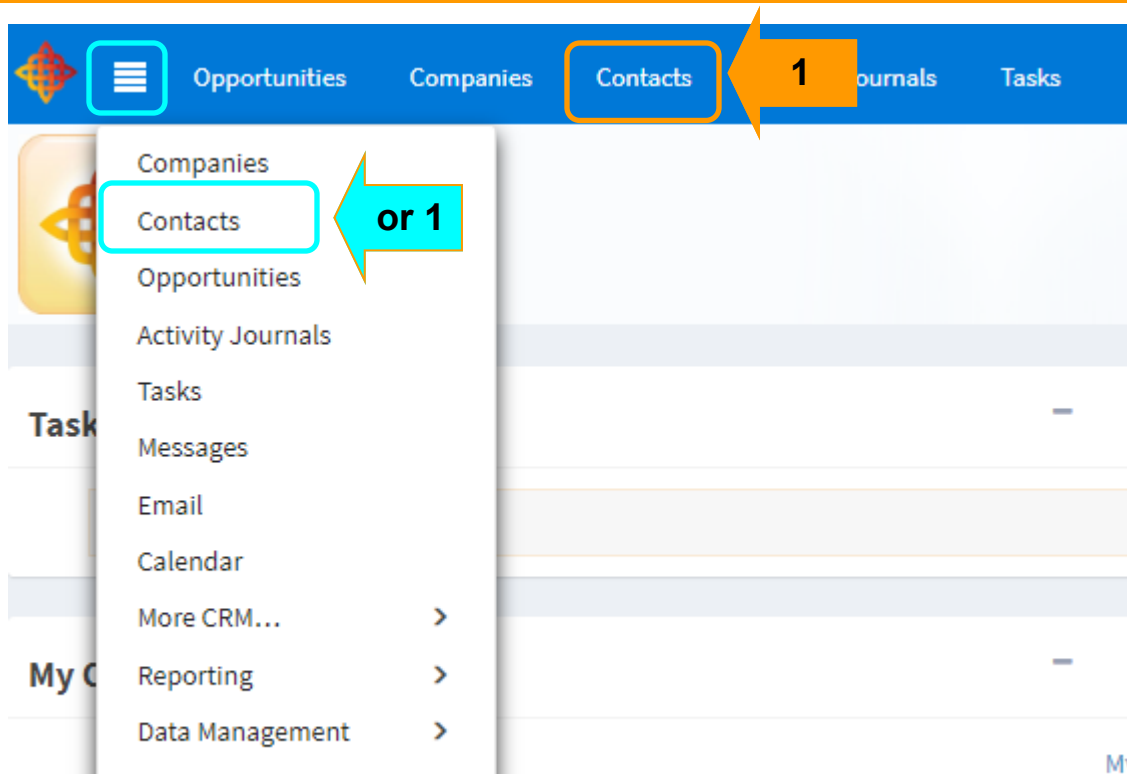 Opportunities Companies Contacts 1 ournals Tasks
Companies
Contacts or 1
Opportunities
Activity Journals
Tasks
Task
Messages
Email
Calendar
More CRM...
My C
Reporting
Data Management
My